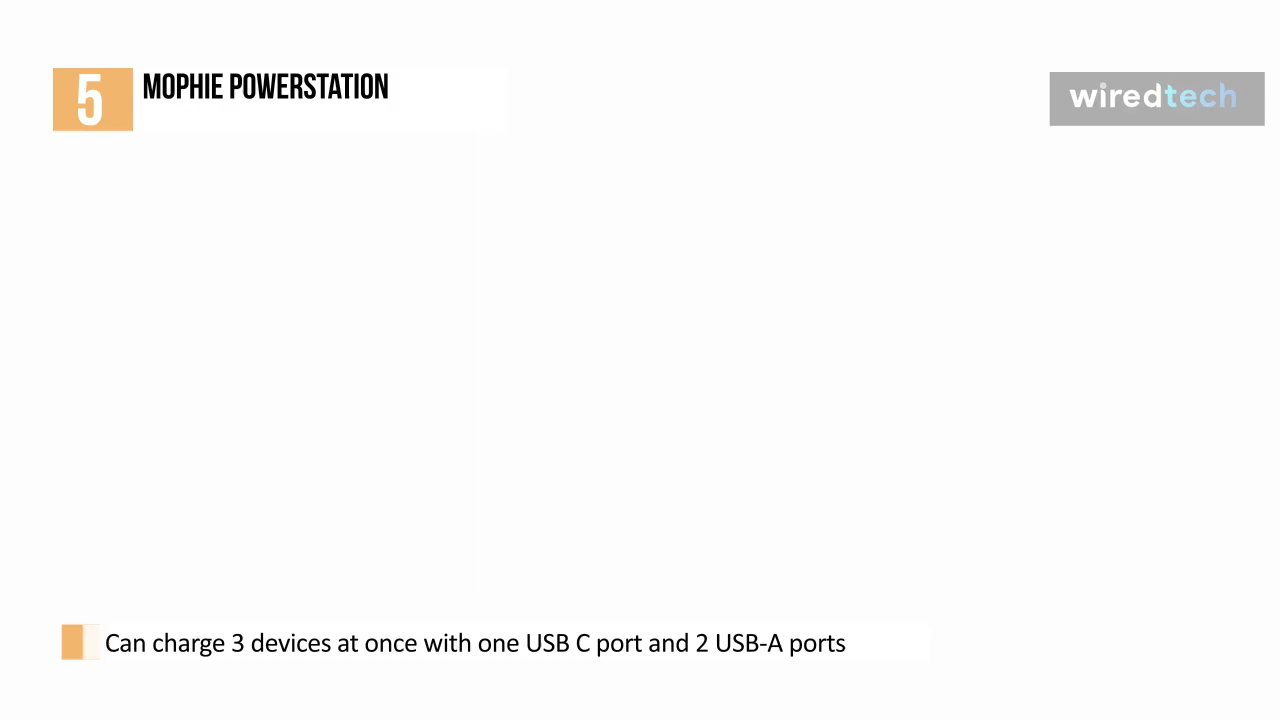 5
MOPHIE POWERSTATION
wiredtech
Can charge 3 devices at once with one USB C port and 2 USB-A ports